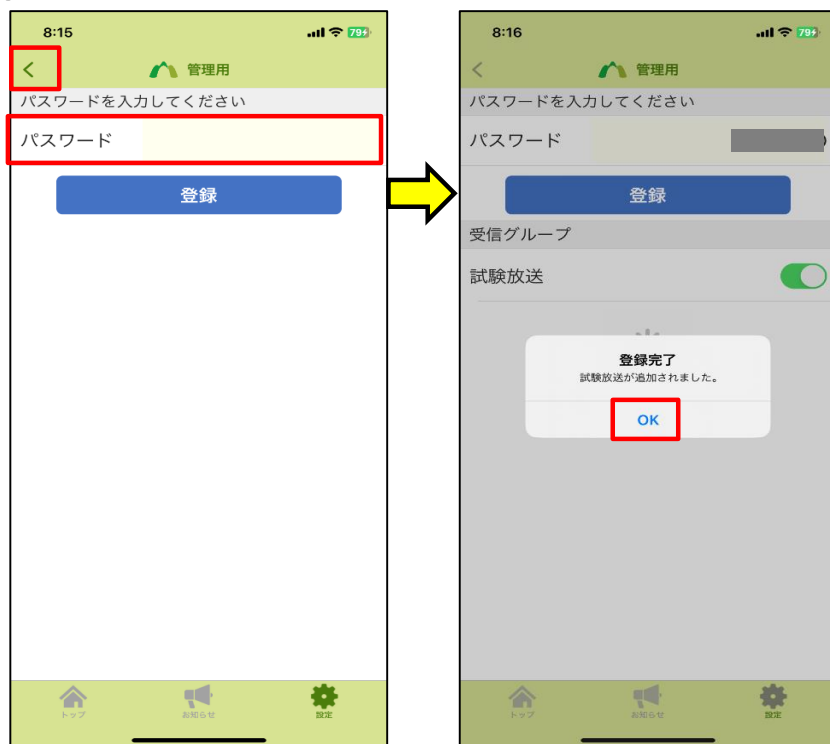 8:15
79
管理用
パスワードを入力してください
パスワード
登録
トップ
お知らせ
設定
8:16
79
管理用
パスワードを入力してください
パスワード
登録
受信グループ
試験放送
登録完了
試験放送が追加されました。
OK
トップ
お知らせ
設定